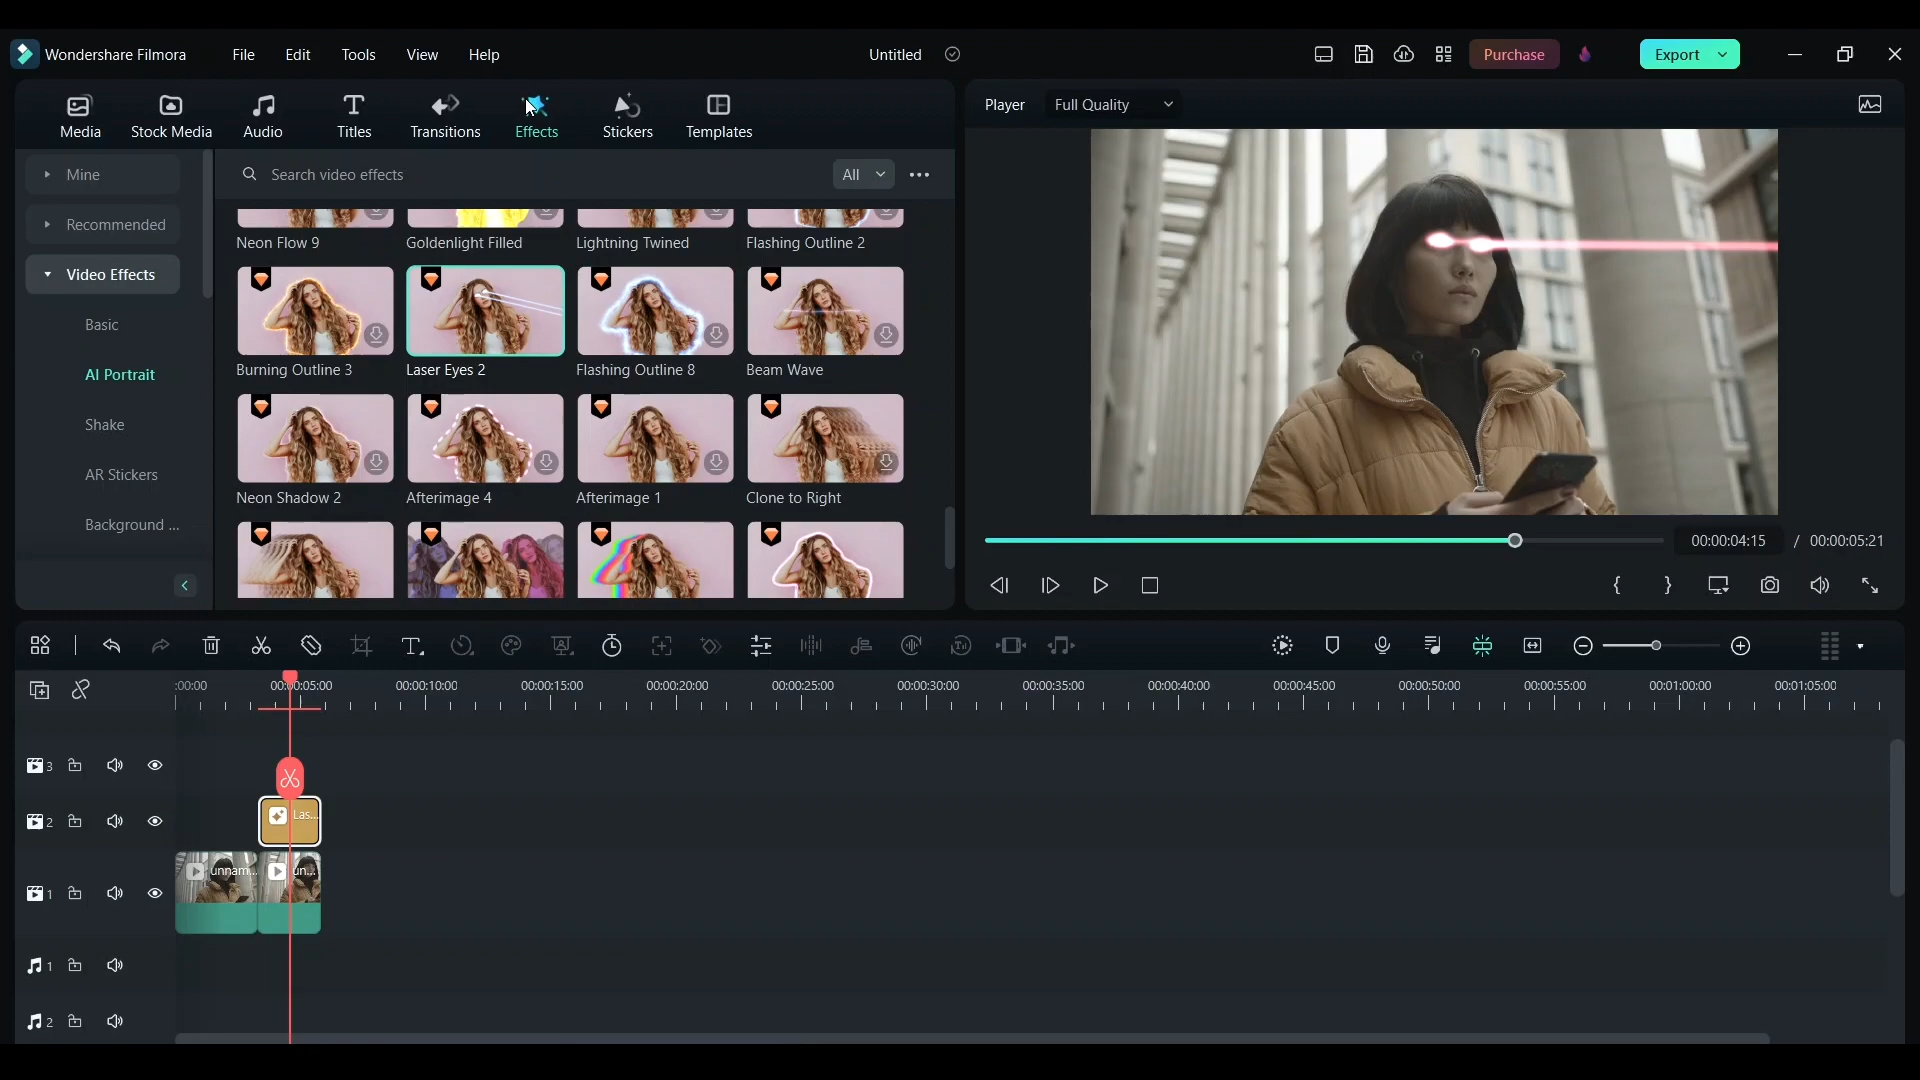 Wondershare Filmora File Edit Tools View Help Untitled Purchase Export
Media Stock Media Audio Titles Transitions Effects Stickers Templates
Player Full Quality
Mine
Recommended
Video Effects
Basic
AI Portrait
Shake
AR Stickers
Background ...
Search video effects All
Neon Flow 9 Goldenlight Filled Lightning Twined Flashing Outline 2
Burning Outline 3 Laser Eyes 2 Flashing Outline 8 Beam Wave
Neon Shadow 2 Afterimage 4 Afterimage 1 Clone to Right
00:00:04:15 / 00:00:05:21
:00:00 00:00:05:00 00:00:10:00 00:00:15:00 00:00:20:00 00:00:25:00 00:00:30:00 00:00:35:00 00:00:40:00 00:00:45:00 00:00:50:00 00:00:55:00 00:01:00:00 00:01:05:00
3
2 Las...
1 unnam... un...
1
2